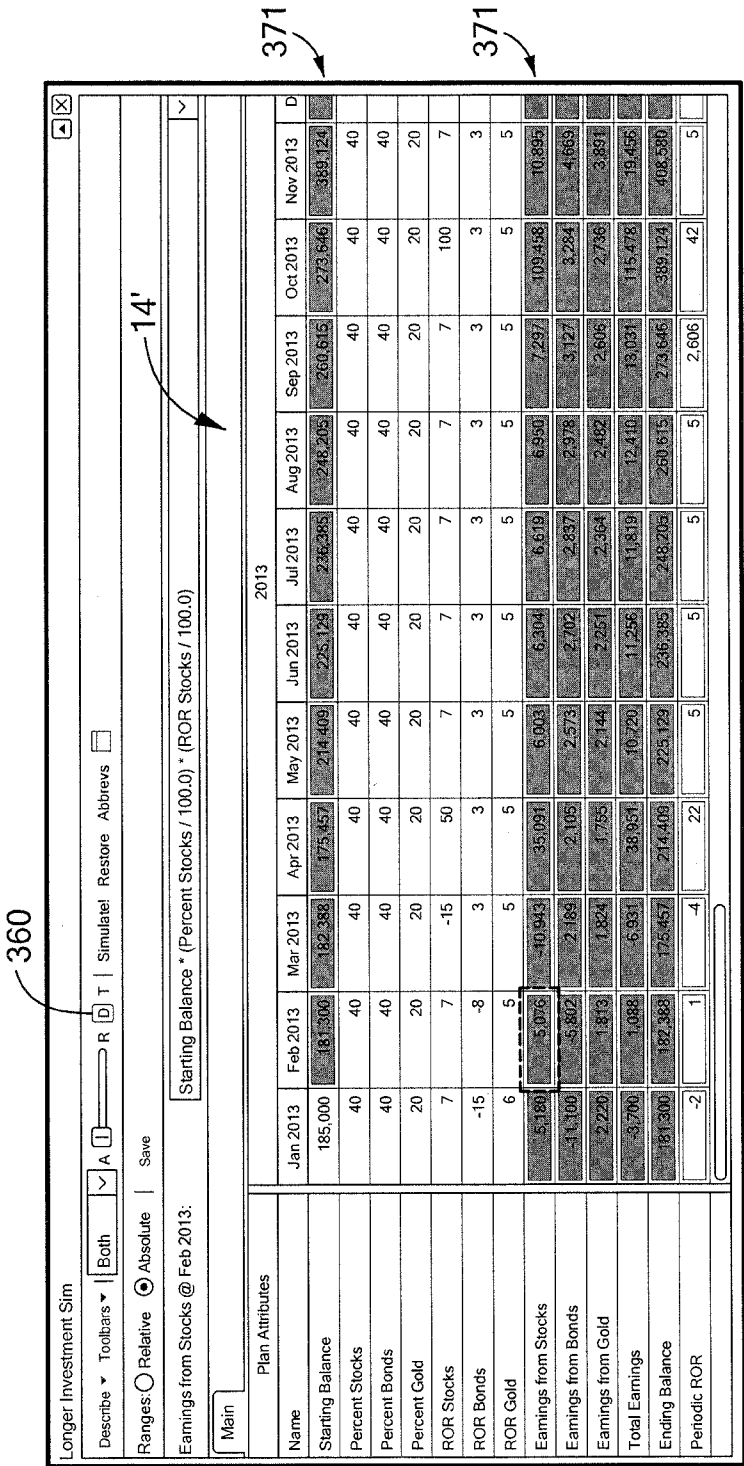 360
Longer Investment Sim
Describe Toolbars Both A R D T Simulate! Restore Abbrevs
Ranges: Relative Absolute Save
Earnings from Stocks @ Feb 2013: Starting Balance * (Percent Stocks / 100.0) * (ROR Stocks / 100.0)
14'
Main
Plan Attributes 2013
Name Jan 2013 Feb 2013 Mar 2013 Apr 2013 May 2013 Jun 2013 Jul 2013 Aug 2013 Sep 2013 Oct 2013 Nov 2013 D
Starting Balance 185,000 181,300 182,388 175,457 214,409 225,129 236,385 248,205 260,615 273,646 389,124
371
Percent Stocks 40 40 40 40 40 40 40 40 40 40 40
Percent Bonds 40 40 40 40 40 40 40 40 40 40 40
Percent Gold 20 20 20 20 20 20 20 20 20 20 20
ROR Stocks 7 7 -15 50 7 7 7 7 7 100 7
ROR Bonds -15 -8 3 3 3 3 3 3 3 3 3
ROR Gold 6 5 5 5 5 5 5 5 5 5 5
Earnings from Stocks 5,180 5,076 -10,943 35,091 6,003 6,304 6,619 6,950 7,297 109,458 10,895
371
Earnings from Bonds -11,100 -5,802 2,189 2,105 2,573 2,702 2,837 2,978 3,127 3,284 4,669
Earnings from Gold 2,220 1,813 1,824 1,755 2,144 2,251 2,364 2,482 2,606 2,736 3,891
Total Earnings -3,700 1,088 -6,931 38,951 10,720 11,256 11,819 12,410 13,031 115,478 19,456
Ending Balance 181,300 182,388 175,457 214,409 225,129 236,385 248,205 260,615 273,646 389,124 408,580
Periodic ROR -2 1 -4 22 5 5 5 5 2,606 42 5